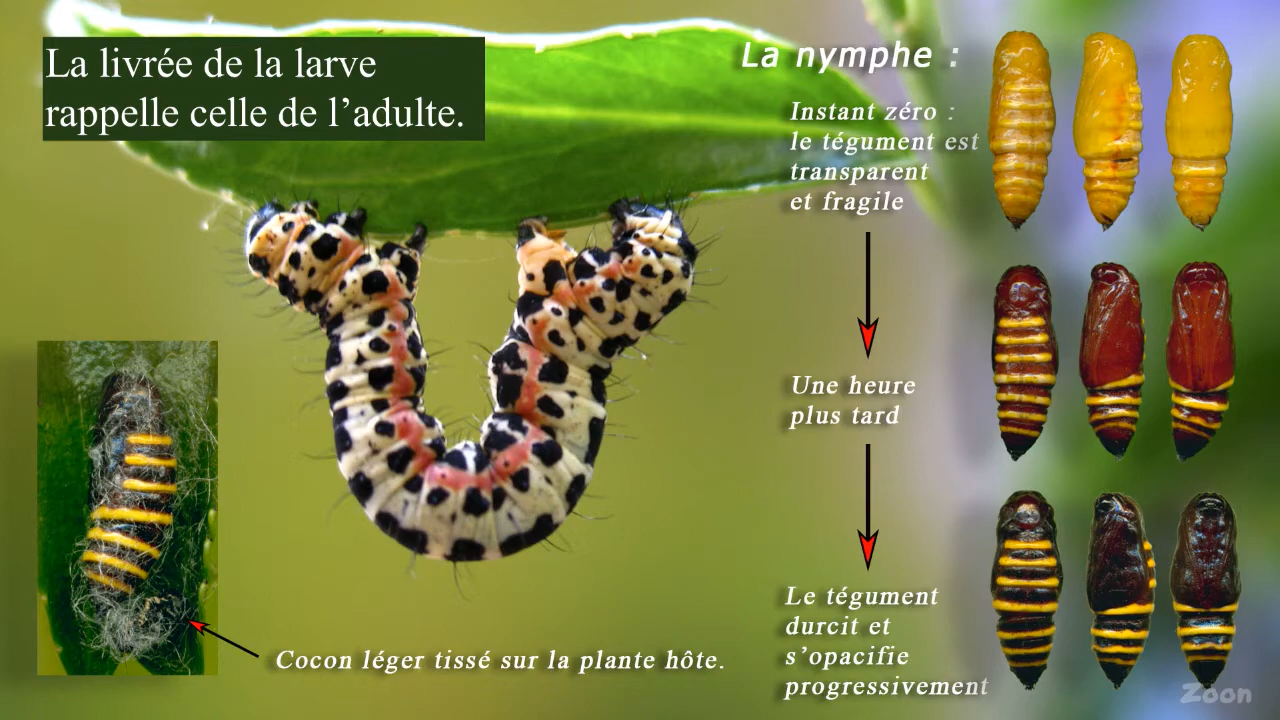 La livrée de la larve
rappelle celle de l’adulte.
La nymphe :
Instant zéro :
le tégument est
transparent
et fragile
Une heure
plus tard
Le tégument
durcit et
s’opacifie
progressivement
Cocon léger tissé sur la plante hôte.
Zoon